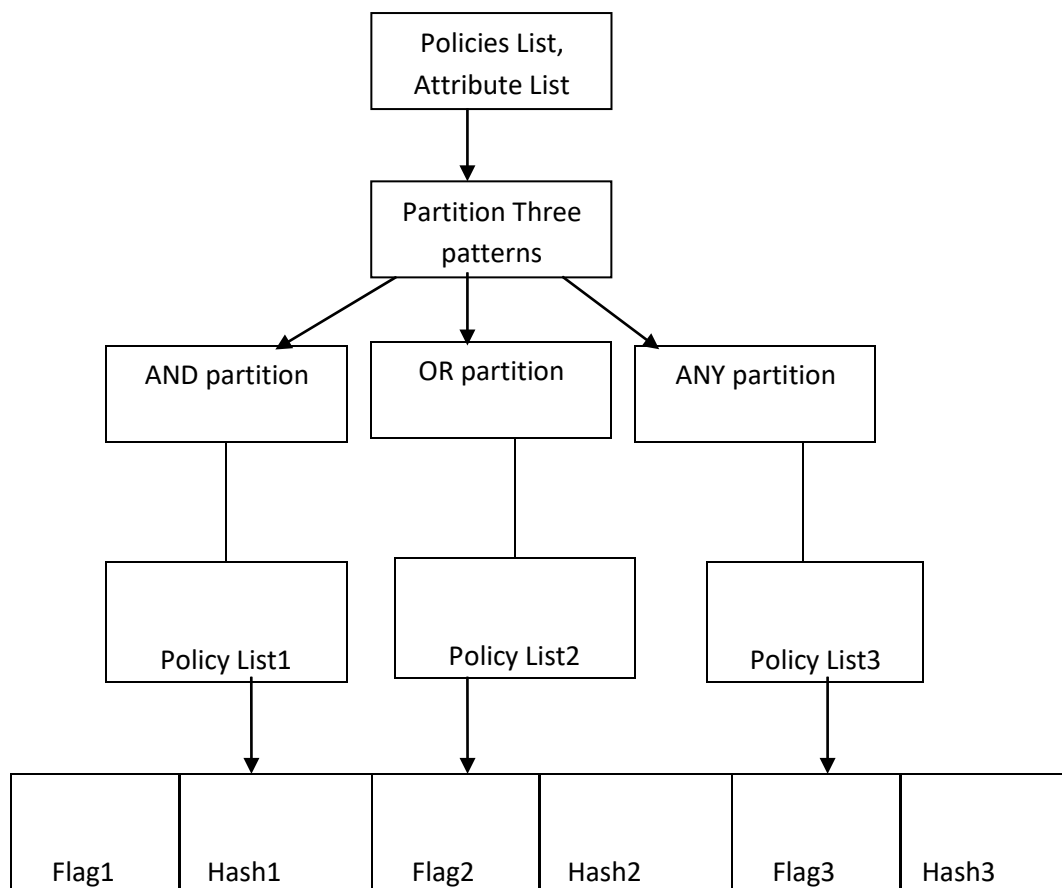 Policies List,
Attribute List
Partition Three
patterns
AND partition
OR partition
ANY partition
Policy List1
Policy List2
Policy List3
Flag1
Hash1
Flag2
Hash2
Flag3
Hash3